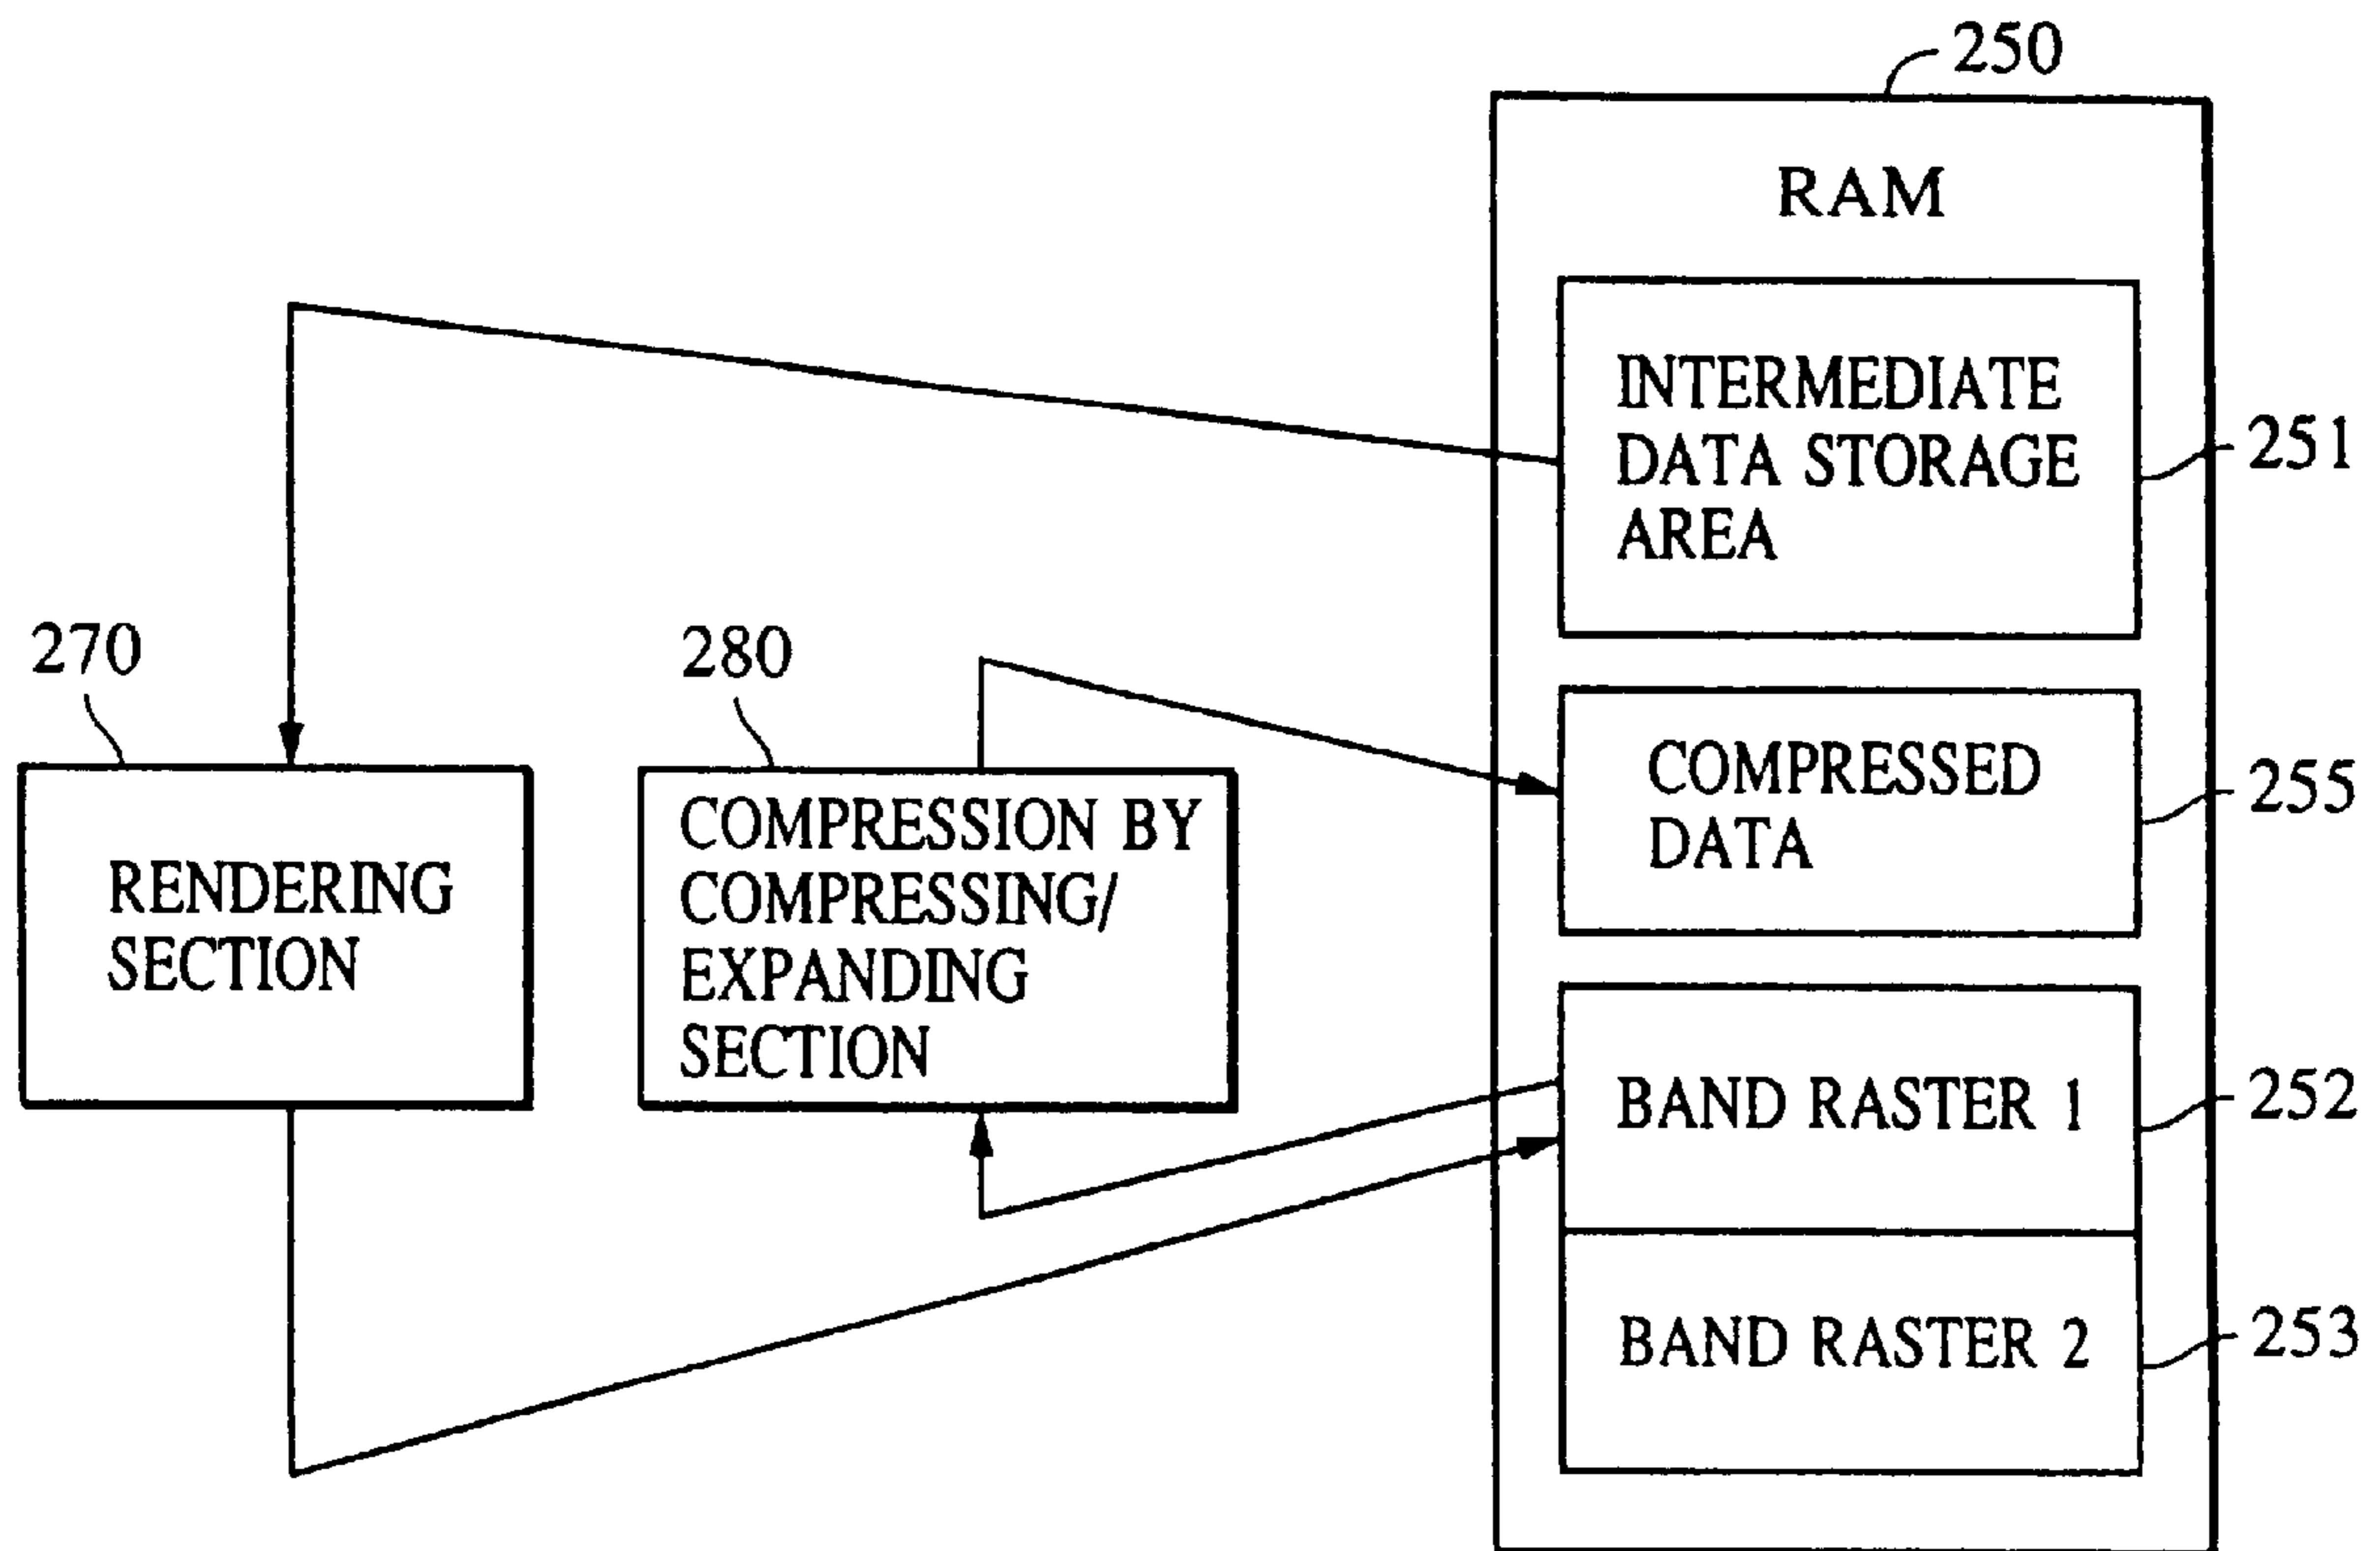 250
RAM
INTERMEDIATE
DATA STORAGE
AREA
251
270
280
COMPRESSED
DATA
255
RENDERING
SECTION
COMPRESSION BY
COMPRESSING/
EXPANDING
SECTION
BAND RASTER 1
252
BAND RASTER 2
253